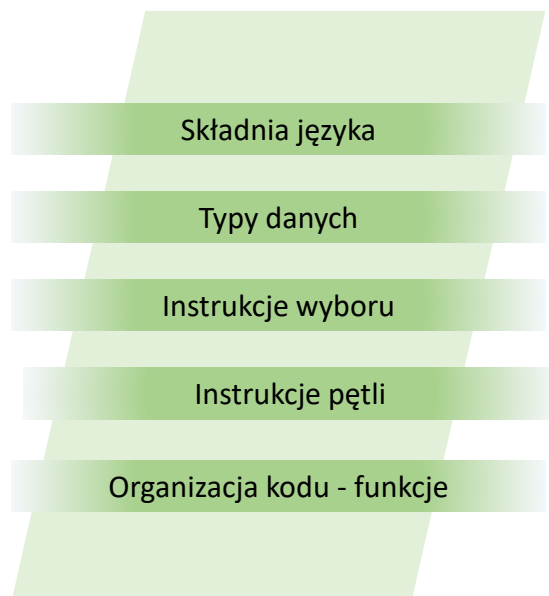 Składnia języka
Typy danych
Instrukcje wyboru
Instrukcje pętli
Organizacja kodu - funkcje